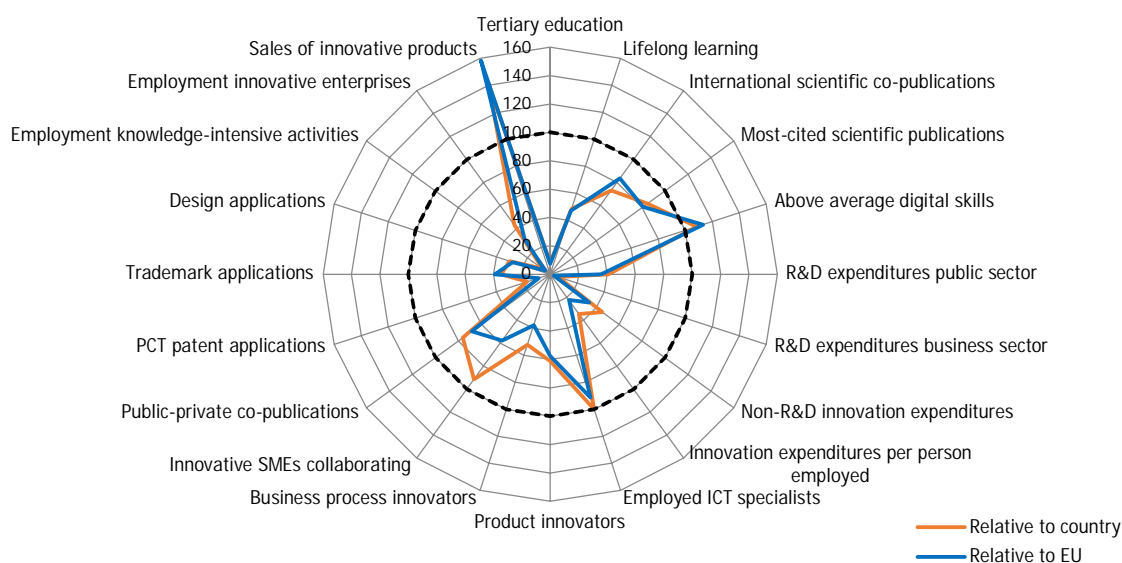 Tertiary education
Sales of innovative products
160
Lifelong learning
Employment innovative enterprises
140
International scientific co-publications
120
Employment knowledge-intensive activities
100
Most-cited scientific publications
80
Design applications
60
Above average digital skills
40
20
Trademark applications
0
R&D expenditures public sector
PCT patent applications
R&D expenditures business sector
Public-private co-publications
Non-R&D innovation expenditures
Innovative SMEs collaborating
Innovation expenditures per person
employed
Business process innovators
Employed ICT specialists
Product innovators
Relative to country
Relative to EU